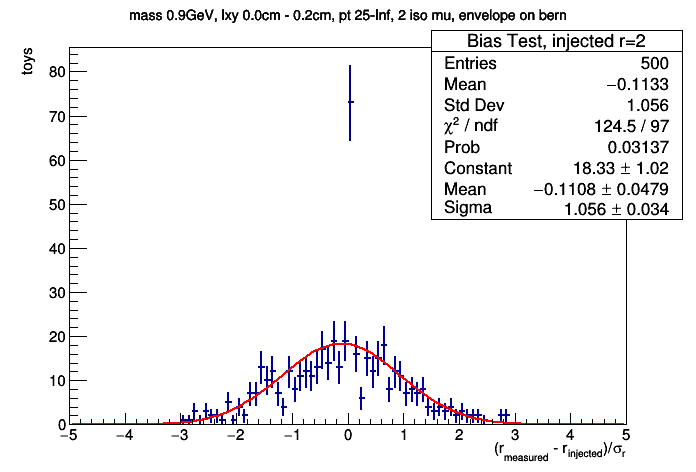 mass 0.9GeV, lxy 0.0cm - 0.2cm, pt 25-Inf, 2 iso mu, envelope on bern
toys
Bias Test, injected r=2
Entries 500
Mean −0.1133
Std Dev 1.056
χ² / ndf 124.5 / 97
Prob 0.03137
Constant 18.33 ± 1.02
Mean −0.1108 ± 0.0479
Sigma 1.056 ± 0.034
80
70
60
50
40
30
20
10
0
−5 −4 −3 −2 −1 0 1 2 3 4 5
(r_measured - r_injected)/σ_r